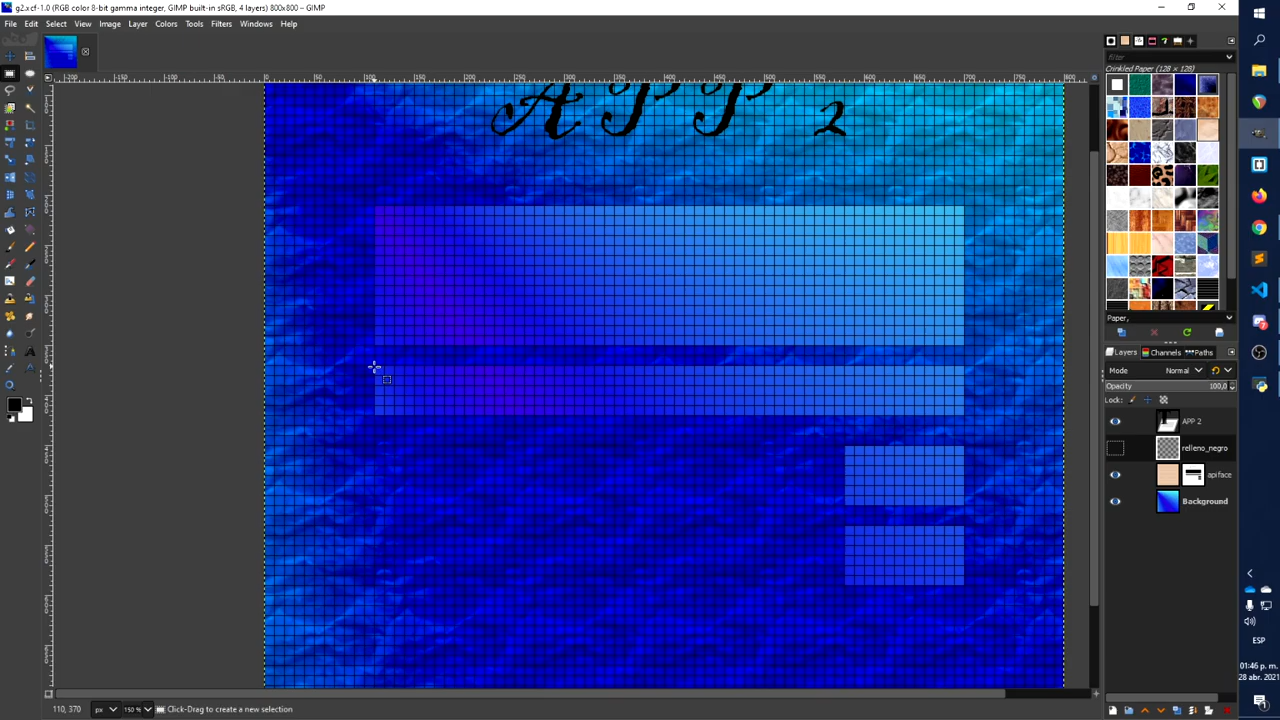 g2.xcf-1.0 (RGB color 8-bit gamma integer, GIMP built-in sRGB, 4 layers) 800x800 – GIMP
File Edit Select View Image Layer Colors Tools Filters Windows Help
filter
Crinkled Paper (128 × 128)
APP 2
Paper,
Layers Channels Paths
Mode Normal
Opacity 100,0
Lock:
APP 2
relleno_negro
apiface
Background
ESP
01:46 p. m.
28 abr. 2021
110, 370 px 150 % Click-Drag to create a new selection